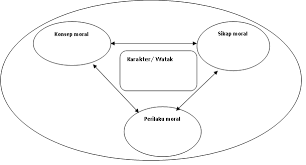 Konsep moral
Sikap moral
Karakter/ Watak
Perilaku moral